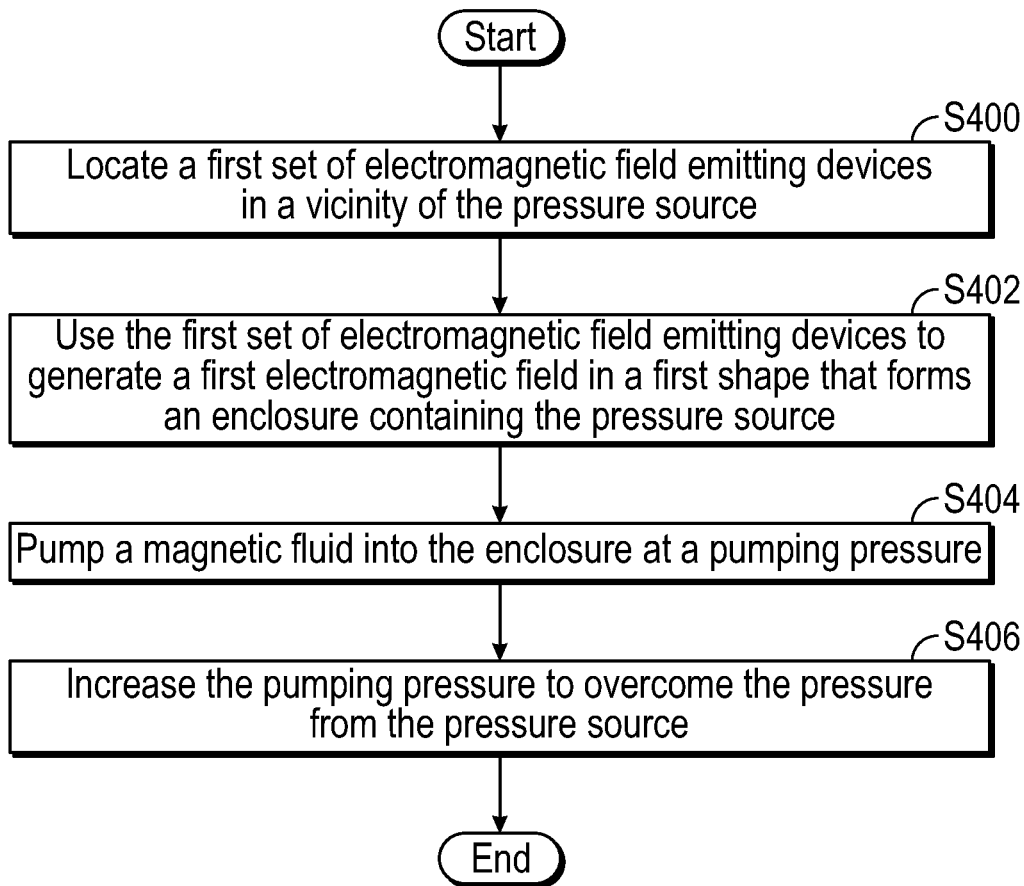 Start
S400
Locate a first set of electromagnetic field emitting devices
in a vicinity of the pressure source
S402
Use the first set of electromagnetic field emitting devices to
generate a first electromagnetic field in a first shape that forms
an enclosure containing the pressure source
S404
Pump a magnetic fluid into the enclosure at a pumping pressure
S406
Increase the pumping pressure to overcome the pressure
from the pressure source
End